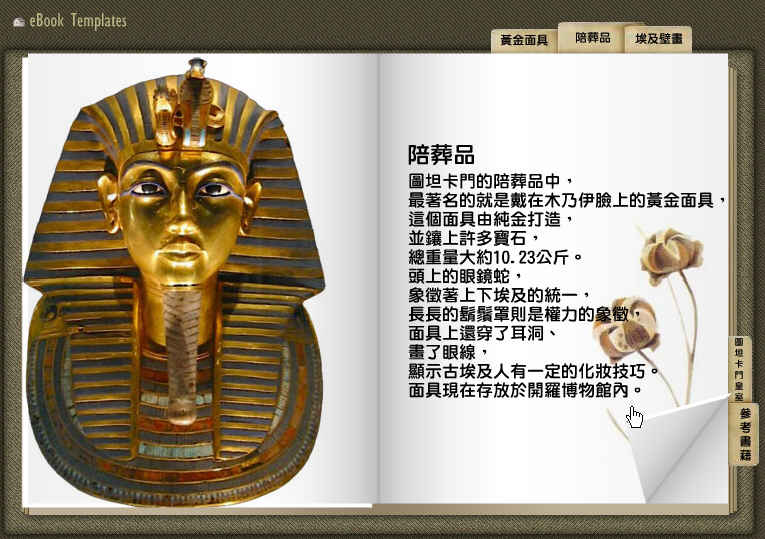 eBook Templates
黃金面具
陪葬品
埃及壁畫
陪葬品
圖坦卡門的陪葬品中，
最著名的就是戴在木乃伊臉上的黃金面具，
這個面具由純金打造，
並鑲上許多寶石，
總重量大約10.23公斤。
頭上的眼鏡蛇，
象徵著上下埃及的統一，
長長的鬍鬚罩則是權力的象徵，
面具上還穿了耳洞、
畫了眼線，
顯示古埃及人有一定的化妝技巧。
面具現在存放於開羅博物館內。
圖坦卡門皇室
參考書籍